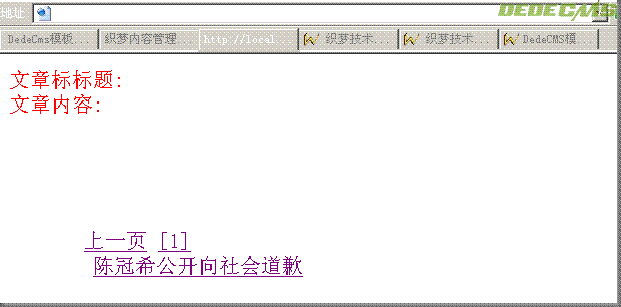 地址
DEDECMS
DedeCms模板... 织梦内容管理. http://local. 织梦技术... 织梦技术... DedeCMS模...
文章标标题:
文章内容:
上一页 [1]
陈冠希公开向社会道歉